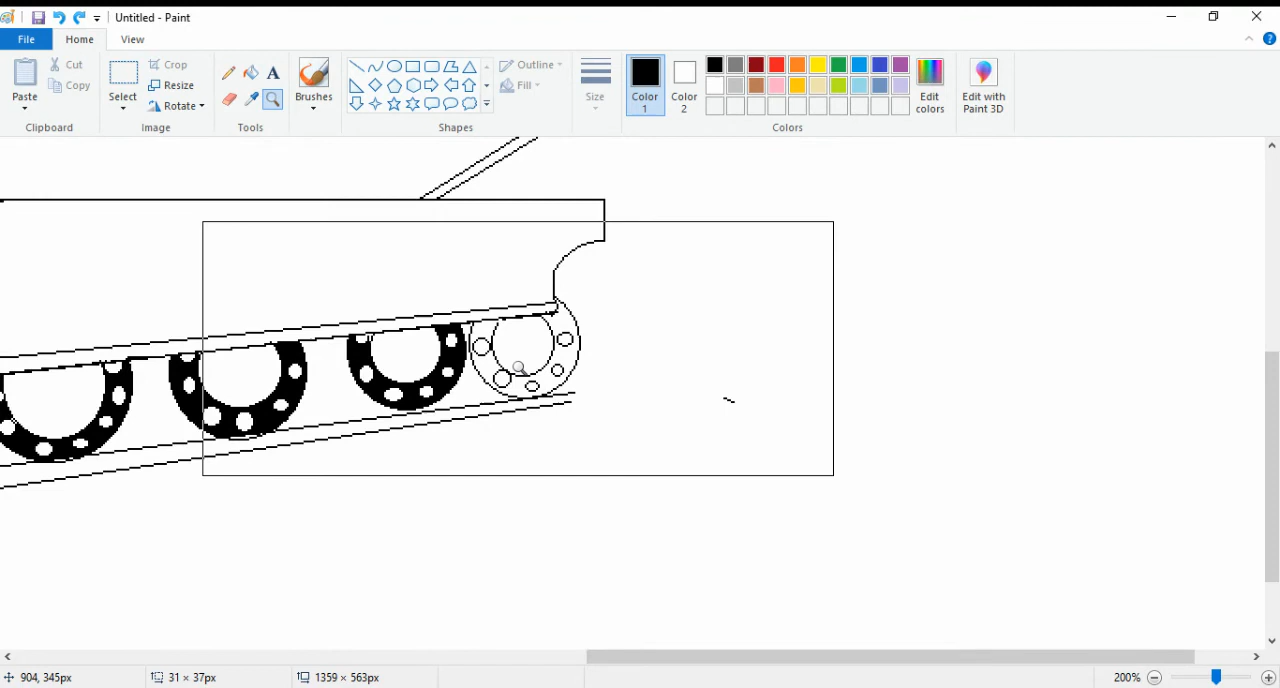 Untitled - Paint
File Home View
Cut Crop Outline Edit with
Copy Resize Fill Paint 3D
Paste Select Rotate Brushes Size Color 1 Color 2 Edit colors
Clipboard Image Tools Shapes Colors
904, 345px 31 × 37px 1359 × 563px 200%